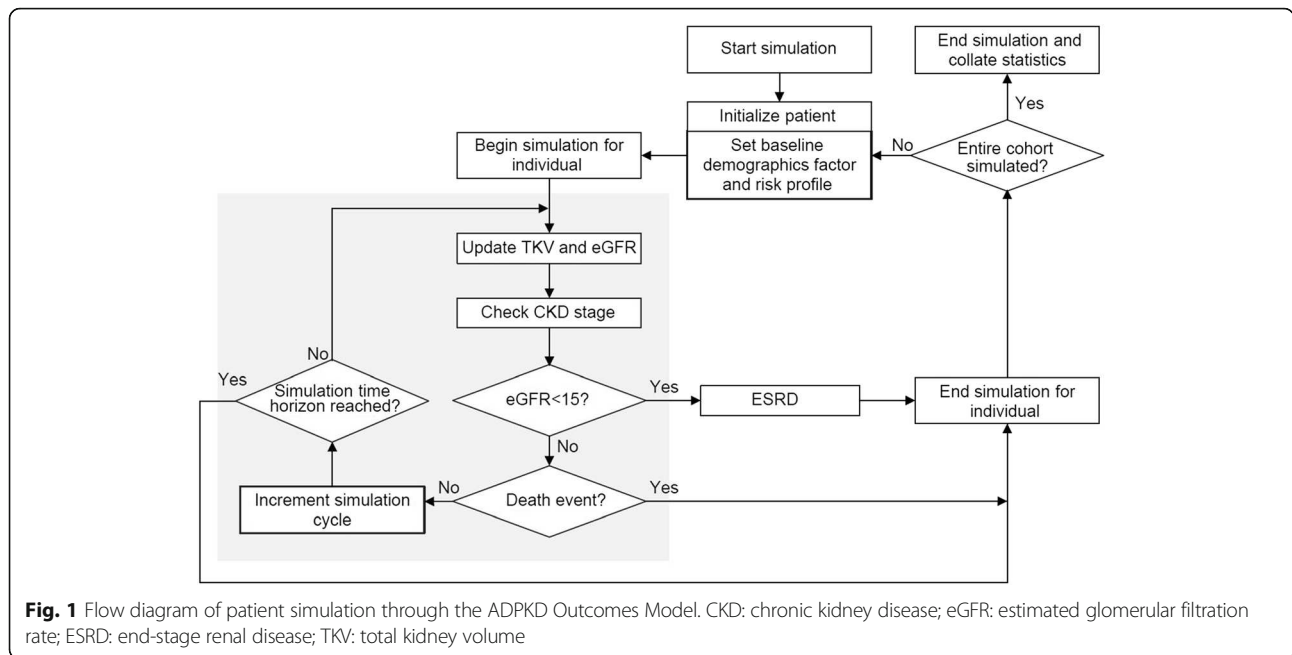 Start simulation
End simulation and
collate statistics
Yes
Initialize patient
Set baseline
demographics factor
and risk profile
No
Entire cohort
simulated?
Begin simulation for
individual
Update TKV and eGFR
Check CKD stage
No
Yes
Simulation time
horizon reached?
eGFR<15?
Yes
ESRD
End simulation for
individual
No
Increment simulation
cycle
No
Death event?
Yes
Fig. 1 Flow diagram of patient simulation through the ADPKD Outcomes Model. CKD: chronic kidney disease; eGFR: estimated glomerular filtration
rate; ESRD: end-stage renal disease; TKV: total kidney volume